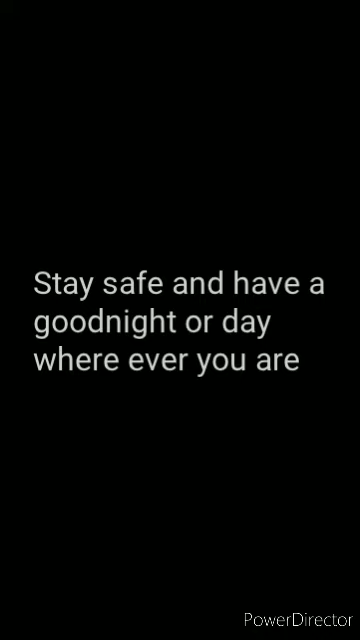 Stay safe and have a
goodnight or day
where ever you are
PowerDirector